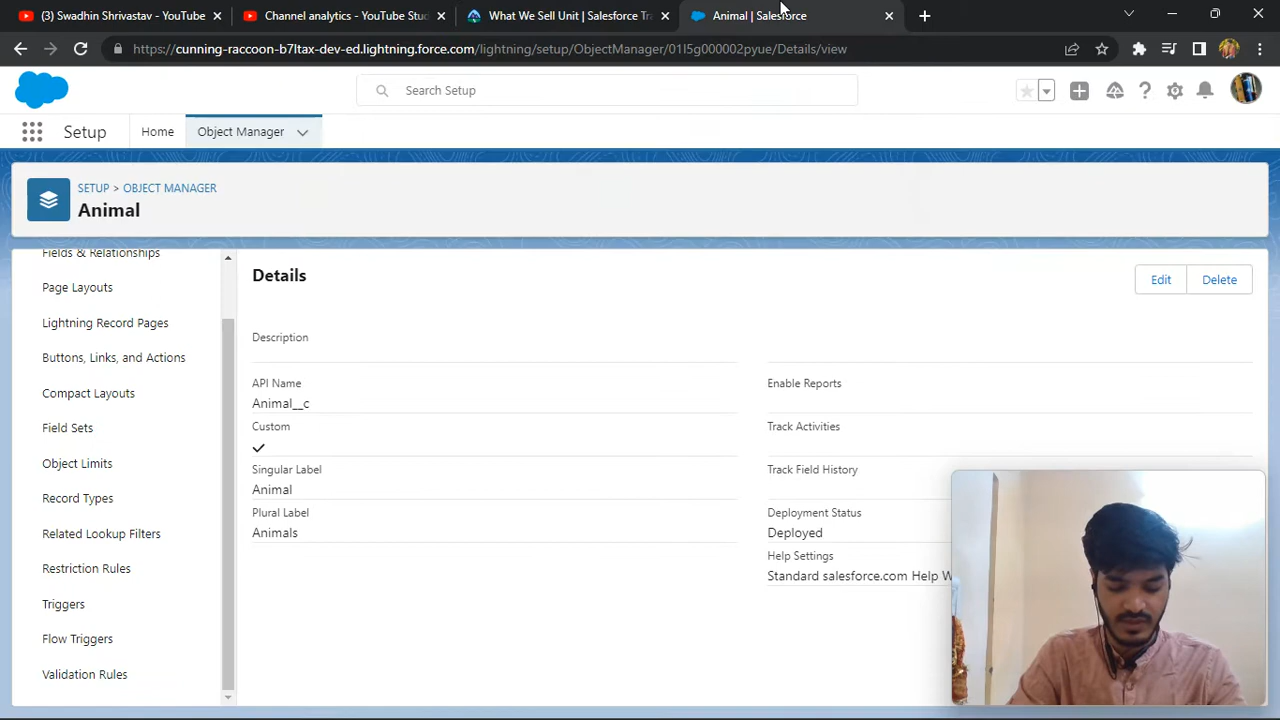 (3) Swadhin Shrivastav - YouTube
Channel analytics - YouTube Stu
What We Sell Unit | Salesforce Tra
Animal | Salesforce
https://cunning-raccoon-b7ltax-dev-ed.lightning.force.com/lightning/setup/ObjectManager/01I5g000002pyue/Details/view
Search Setup
Setup
Home
Object Manager
SETUP > OBJECT MANAGER
Animal
Fields & Relationships
Page Layouts
Lightning Record Pages
Buttons, Links, and Actions
Compact Layouts
Field Sets
Object Limits
Record Types
Related Lookup Filters
Restriction Rules
Triggers
Flow Triggers
Validation Rules
Details
Edit
Delete
Description
API Name
Animal__c
Custom
Singular Label
Animal
Plural Label
Animals
Enable Reports
Track Activities
Track Field History
Deployment Status
Deployed
Help Settings
Standard salesforce.com Help W